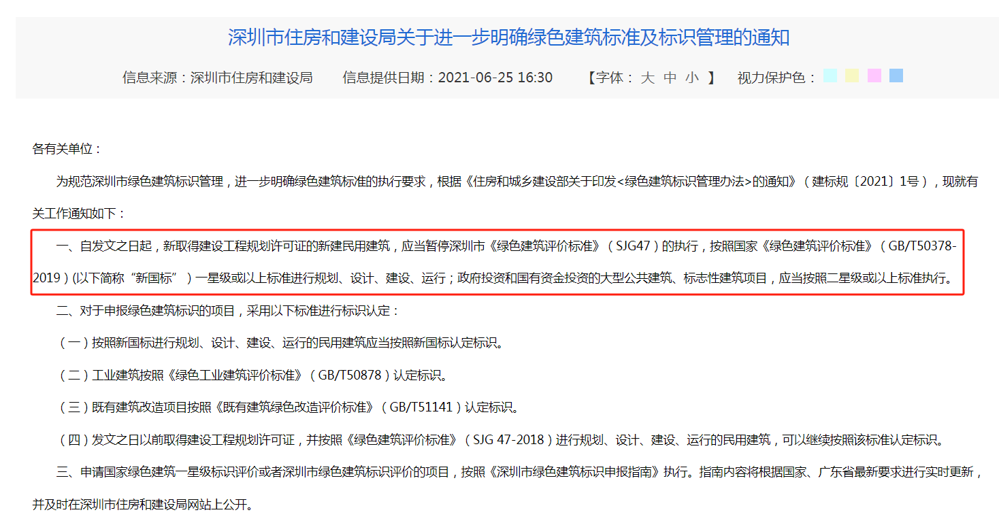 深圳市住房和建设局关于进一步明确绿色建筑标准及标识管理的通知
信息来源：深圳市住房和建设局 信息提供日期：2021-06-25 16:30 【字体： 大 中 小 】 视力保护色：
各有关单位：
为规范深圳市绿色建筑标识管理，进一步明确绿色建筑标准的执行要求，根据《住房和城乡建设部关于印发<绿色建筑标识管理办法>的通知》（建标规〔2021〕1号），现就有
关工作通知如下：
一、自发文之日起，新取得建设工程规划许可证的新建民用建筑，应当暂停深圳市《绿色建筑评价标准》（SJG47）的执行，按照国家《绿色建筑评价标准》（GB/T50378-
2019）(以下简称“新国标”）一星级或以上标准进行规划、设计、建设、运行；政府投资和国有资金投资的大型公共建筑、标志性建筑项目，应当按照二星级或以上标准执行。
二、对于申报绿色建筑标识的项目，采用以下标准进行标识认定：
（一）按照新国标进行规划、设计、建设、运行的民用建筑应当按照新国标认定标识。
（二）工业建筑按照《绿色工业建筑评价标准》（GB/T50878）认定标识。
（三）既有建筑改造项目按照《既有建筑绿色改造评价标准》（GB/T51141）认定标识。
（四）发文之日以前取得建设工程规划许可证，并按照《绿色建筑评价标准》（SJG 47-2018）进行规划、设计、建设、运行的民用建筑，可以继续按照该标准认定标识。
三、申请国家绿色建筑一星级标识评价或者深圳市绿色建筑标识评价的项目，按照《深圳市绿色建筑标识申报指南》执行。指南内容将根据国家、广东省最新要求进行实时更新，
并及时在深圳市住房和建设局网站上公开。